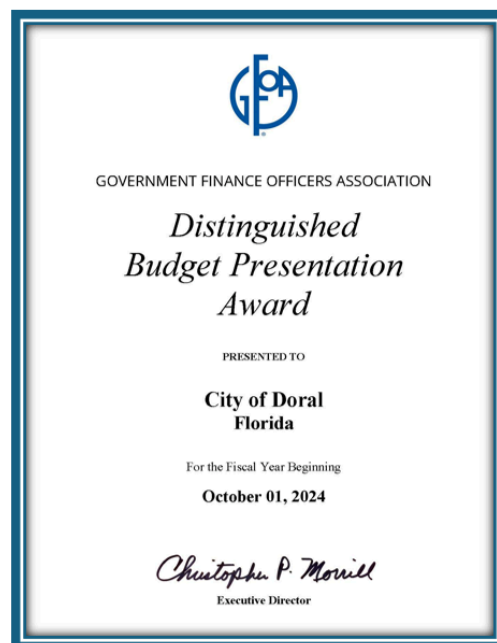 GFOA
GOVERNMENT FINANCE OFFICERS ASSOCIATION
Distinguished
Budget Presentation
Award
PRESENTED TO
City of Doral
Florida
For the Fiscal Year Beginning
October 01, 2024
Christopher P. Morrill
Executive Director